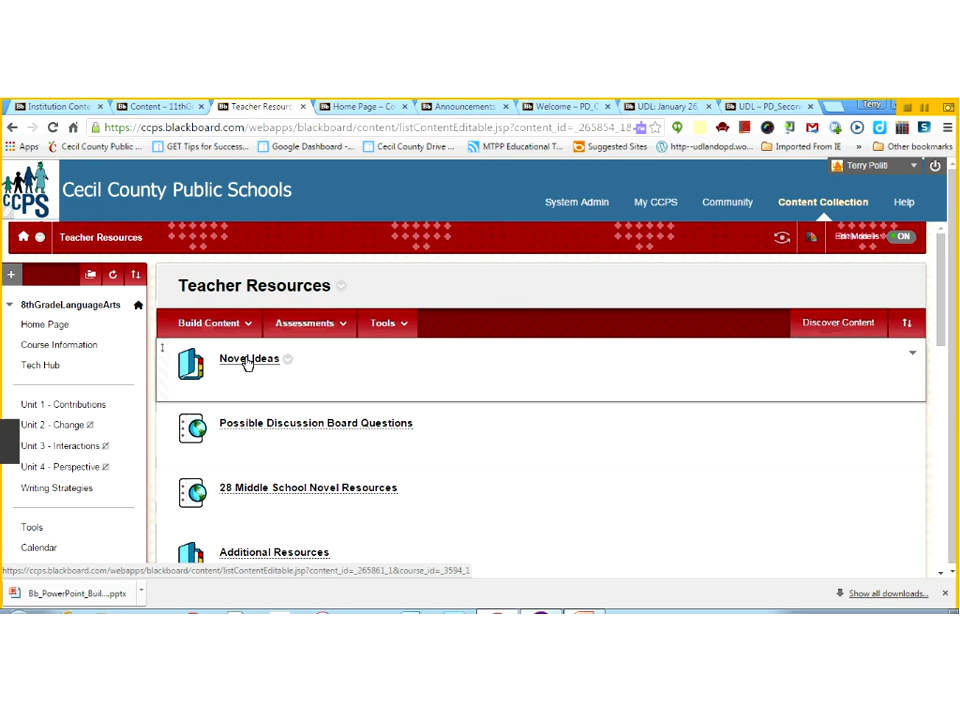 Institution Conte
Content – 11thG
Teacher Resourc
Home Page – Co
Announcements
Welcome – PD_C
UDL: January 26,
UDL – PD_Secon
Terry
https://ccps.blackboard.com/webapps/blackboard/content/listContentEditable.jsp?content_id=_265854_18
Apps
Cecil County Public ...
GET Tips for Success...
Google Dashboard -...
Cecil County Drive ...
MTPP Educational T...
Suggested Sites
http--udlandopd.wo...
Imported From IE
»
Other bookmarks
Terry Politi
CCPS
Cecil County Public Schools
System Admin
My CCPS
Community
Content Collection
Help
Teacher Resources
ON
8thGradeLanguageArts
Home Page
Course Information
Tech Hub
Unit 1 - Contributions
Unit 2 - Change
Unit 3 - Interactions
Unit 4 - Perspective
Writing Strategies
Tools
Calendar
Teacher Resources
Build Content
Assessments
Tools
Discover Content
Novel Ideas
Possible Discussion Board Questions
28 Middle School Novel Resources
Additional Resources
https://ccps.blackboard.com/webapps/blackboard/content/listContentEditable.jsp?content_id=_265861_1&course_id=_3594_1
Bb_PowerPoint_Buil....pptx
Show all downloads...